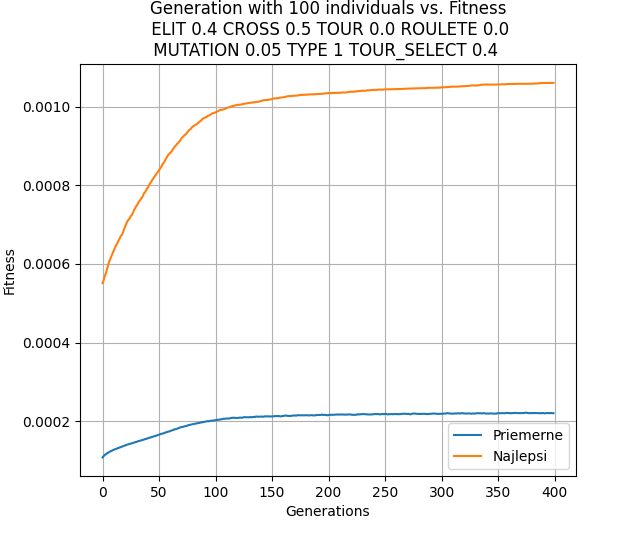 Generation with 100 individuals vs. Fitness
ELIT 0.4 CROSS 0.5 TOUR 0.0 ROULETE 0.0
MUTATION 0.05 TYPE 1 TOUR_SELECT 0.4
0.0010
0.0008
0.0006
0.0004
0.0002
Fitness
Priemerne
Najlepsi
0 50 100 150 200 250 300 350 400
Generations